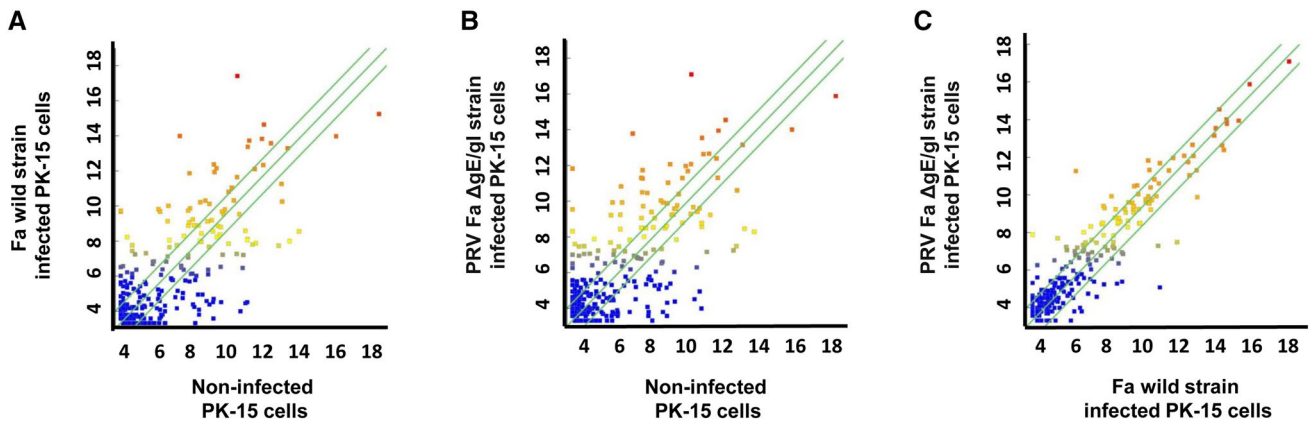 A
Fa wild strain
infected PK-15 cells
18
16
14
12
10
8
6
4
4 6 8 10 12 14 16 18
Non-infected
PK-15 cells
B
PRV Fa ΔgE/gI strain
infected PK-15 cells
18
16
14
12
10
8
6
4
4 6 8 10 12 14 16 18
Non-infected
PK-15 cells
C
PRV Fa ΔgE/gI strain
infected PK-15 cells
18
16
14
12
10
8
6
4
4 6 8 10 12 14 16 18
Fa wild strain
infected PK-15 cells